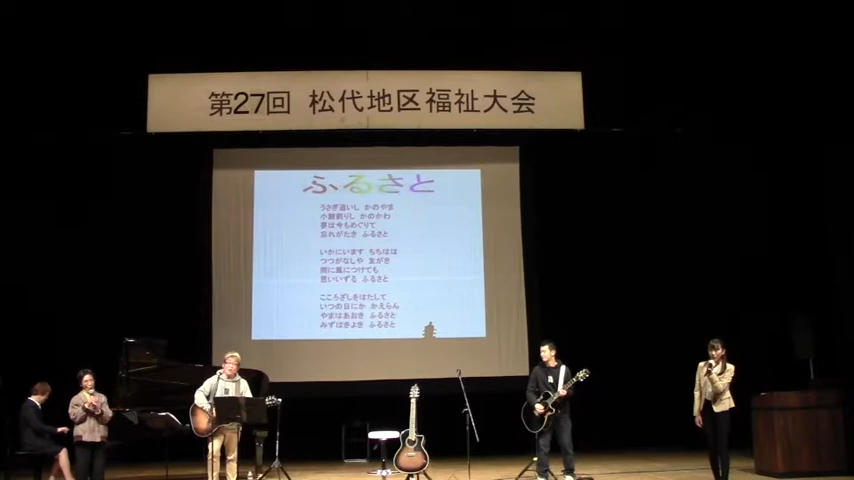 第27回 松代地区福祉大会
ふるさと
うさぎ追いし かのやま
小鮒釣りし かのかわ
夢は今もめぐりて
忘れがたき ふるさと
いかにいます ちちはは
つつがなしや 友がき
雨に風につけても
思いいずる ふるさと
こころざしをはたして
いつの日にか かえらん
やまはあおき ふるさと
みずはきよき ふるさと